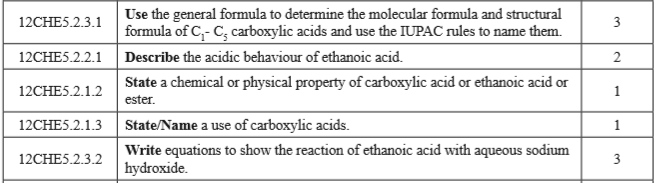 12CHE5.2.3.1 Use the general formula to determine the molecular formula and structural 3
formula of C₁- C₅ carboxylic acids and use the IUPAC rules to name them.
12CHE5.2.2.1 Describe the acidic behaviour of ethanoic acid. 2
12CHE5.2.1.2 State a chemical or physical property of carboxylic acid or ethanoic acid or 1
ester.
12CHE5.2.1.3 State/Name a use of carboxylic acids. 1
12CHE5.2.3.2 Write equations to show the reaction of ethanoic acid with aqueous sodium 3
hydroxide.